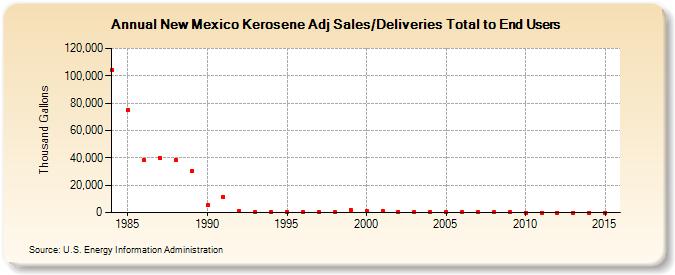 Annual New Mexico Kerosene Adj Sales/Deliveries Total to End Users
Thousand Gallons
120,000
100,000
80,000
60,000
40,000
20,000
0
1985 1990 1995 2000 2005 2010 2015
Source: U.S. Energy Information Administration